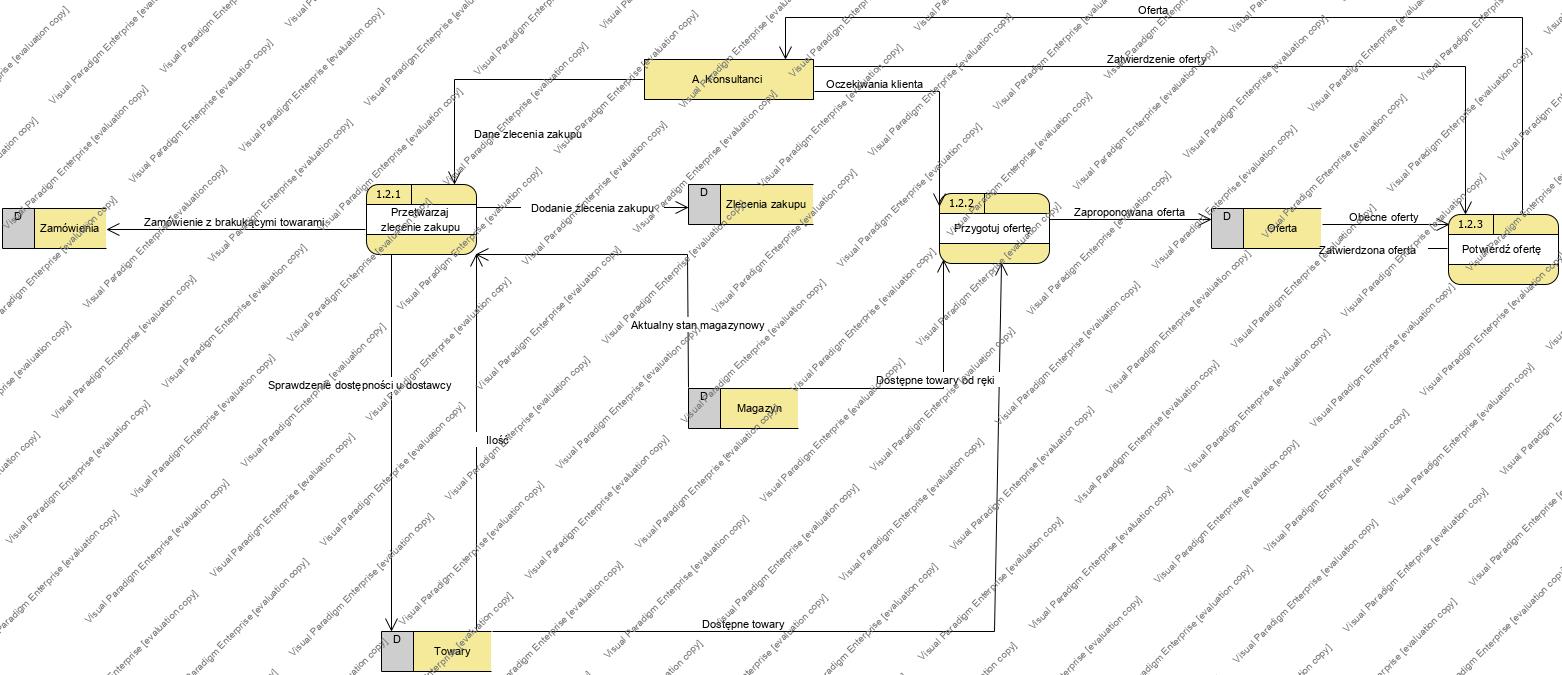 Oferta
Zatwierdzenie oferty
A. Konsultanci
Oczekiwania klienta
Dane zlecenia zakupu
D
Zamówienia
Zamówienie z brakukącymi towarami
1.2.1
Przetwarzaj
zlecenie zakupu
Dodanie zlecenia zakupu
D
Zlecenia zakupu
1.2.2
Przygotuj ofertę
Zaproponowana oferta
D
Oferta
Obecne oferty
Zatwierdzona oferta
1.2.3
Potwierdź ofertę
Aktualny stan magazynowy
Sprawdzenie dostępności u dostawcy
Dostępne towary od ręki
D
Magazyn
Ilość
Dostępne towary
D
Towary
Visual Paradigm Enterprise [evaluation copy]